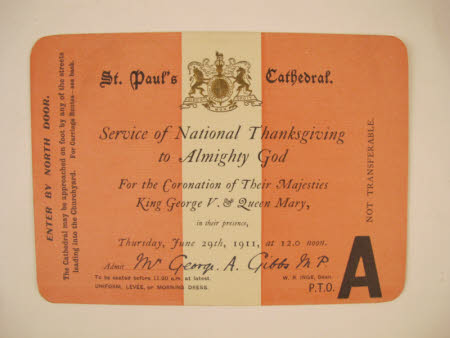 ENTER BY NORTH DOOR.
The Cathedral may be approached on foot by any of the streets
leading into the Churchyard. For Carriage Routes—see back.
St. Paul's Cathedral.
Service of National Thanksgiving
to Almighty God
For the Coronation of Their Majesties
King George V. & Queen Mary,
in their presence,
Thursday, June 29th, 1911, at 12.0 noon.
Admit Mr George. A. Gibbs M.P
To be seated before 11.30 a.m. at latest.
UNIFORM, LEVÉE, or MORNING DRESS.
W. R. INGE, Dean.
P.T.O.
A
NOT TRANSFERABLE.